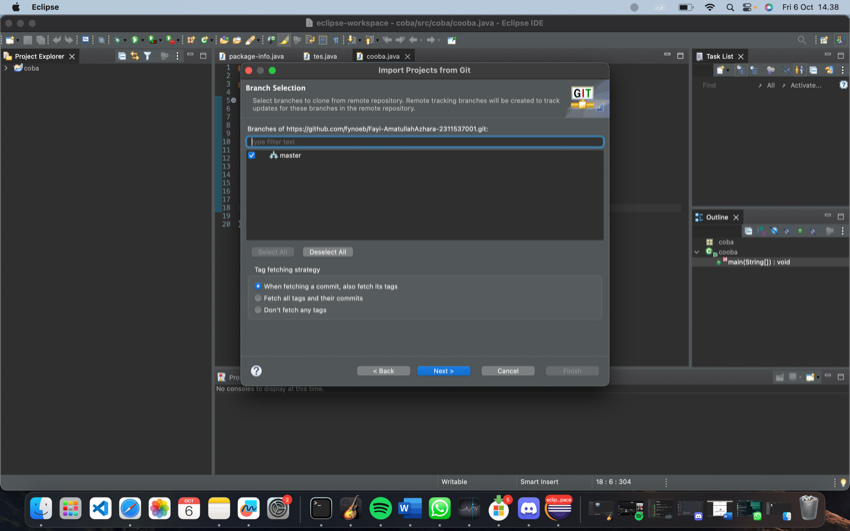 Eclipse
Fri 6 Oct 14.38
eclipse-workspace - coba/src/coba/cooba.java - Eclipse IDE
Project Explorer
coba
package-info.java
tes.java
cooba.java
1
5
6
7
8
9
10
11
12
13
14
15
16
17
18
19
20
Import Projects from Git
Branch Selection
Select branches to clone from remote repository. Remote tracking branches will be created to track
updates for these branches in the remote repository.
GIT
Branches of https://github.com/fynoeb/Fayi-AmatullahAzhara-2311537001.git:
type filter text
master
Select All
Deselect All
Tag fetching strategy
When fetching a commit, also fetch its tags
Fetch all tags and their commits
Don't fetch any tags
?
< Back
Next >
Cancel
Finish
No consoles to display at this time.
Task List
Find
All
Activate...
Outline
coba
cooba
main(String[]) : void
Writable
Smart Insert
18 : 6 : 304
OCT
6
2
6
eclip...pace